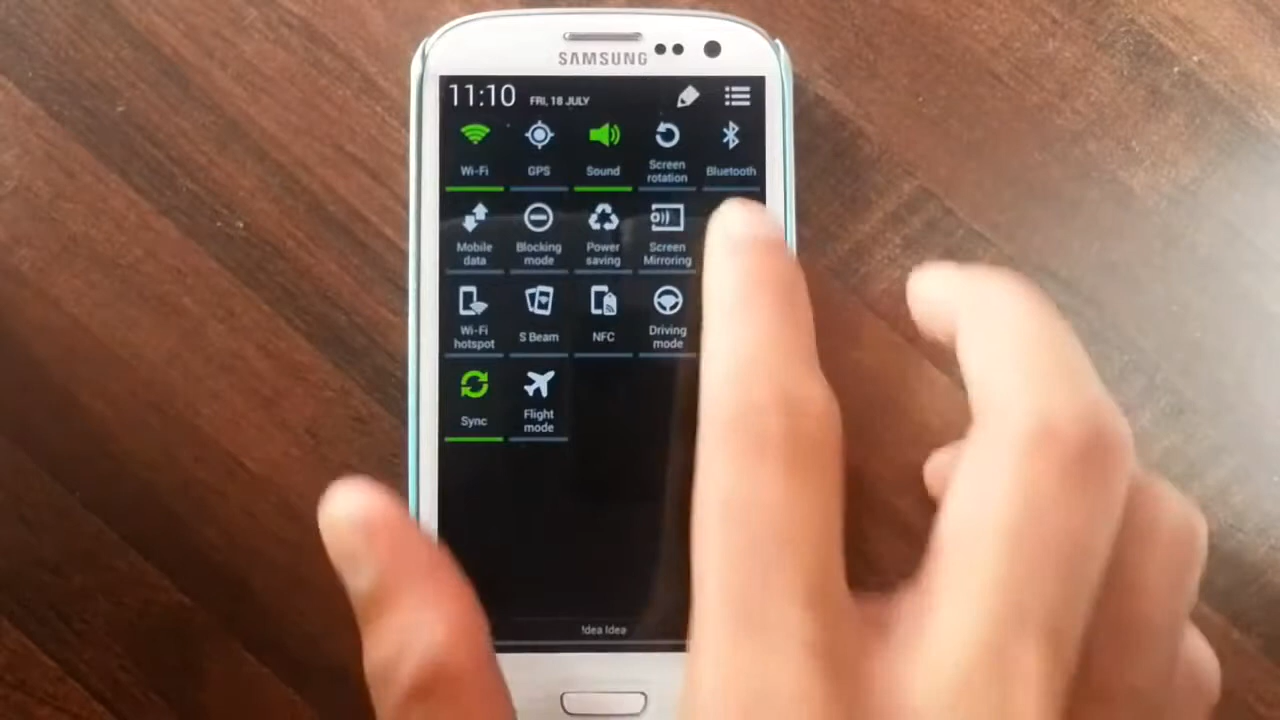 SAMSUNG
11:10 FRI, 18 JULY
Wi-Fi GPS Sound Screen rotation Bluetooth
Mobile data Blocking mode Power saving Screen Mirroring
Wi-Fi hotspot S Beam NFC Driving mode
Sync Flight mode
Idea Idea